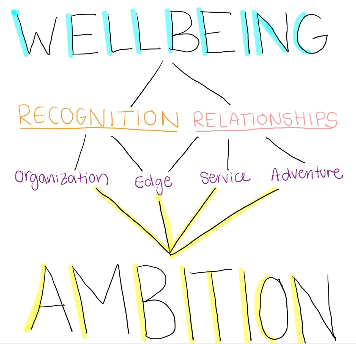 WELLBEING
RECOGNITION RELATIONSHIPS
Organization Edge Service Adventure
AMBITION